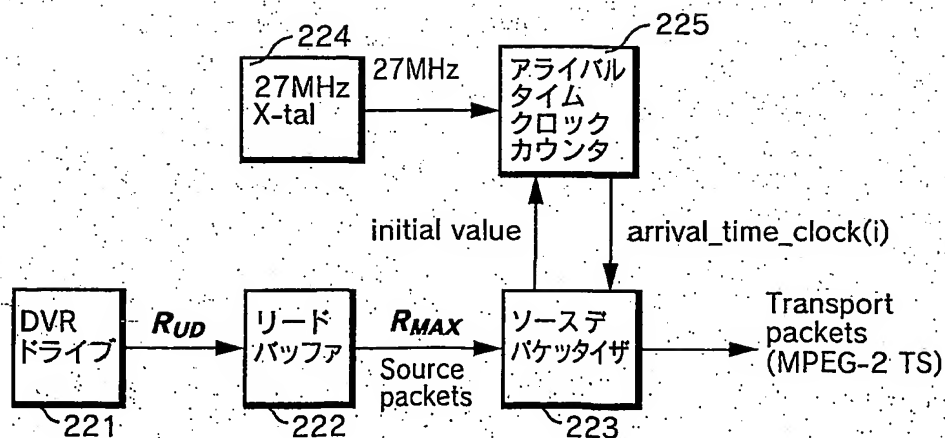 224
27MHz
X-tal
27MHz
225
アライバル
タイム
クロック
カウンタ
initial value
arrival_time_clock(i)
DVR
ドライブ
221
RUD
リード
バッファ
222
RMAX
Source
packets
ソースデ
パケッタイザ
223
Transport
packets
(MPEG-2 TS)